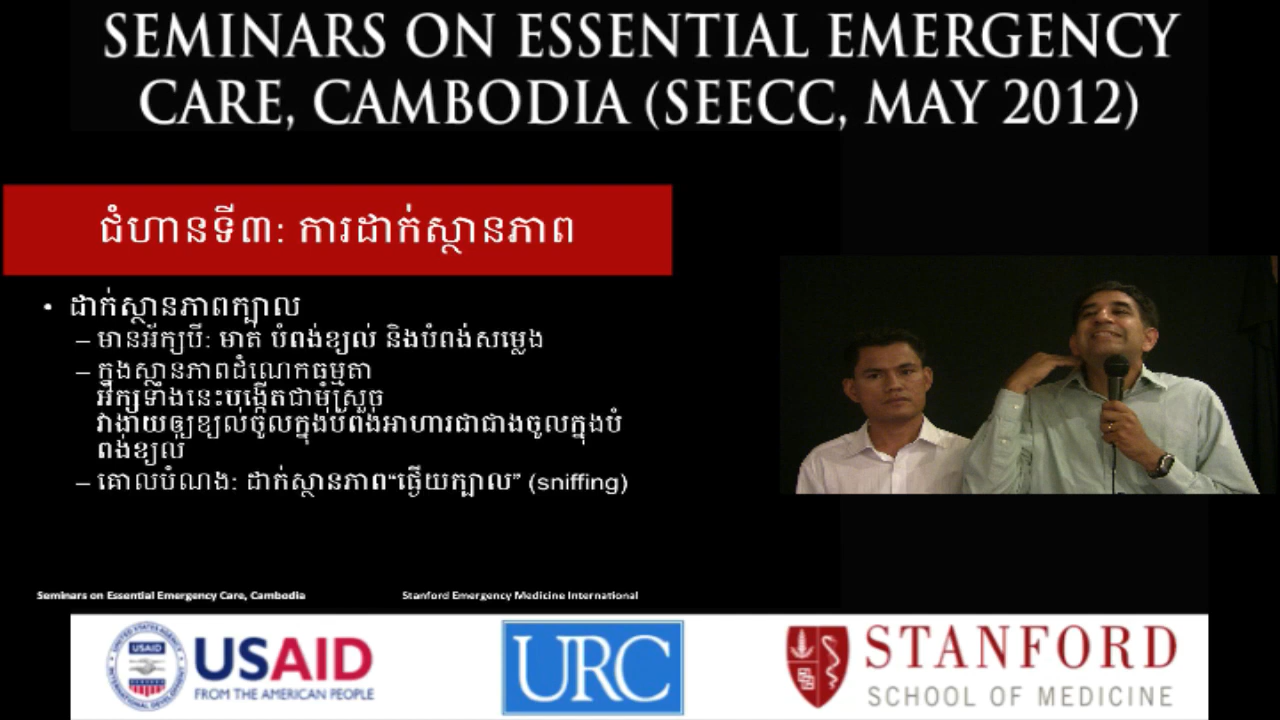 SEMINARS ON ESSENTIAL EMERGENCY
CARE, CAMBODIA (SEECC, MAY 2012)
ជំហានទី៣: ការដាក់ស្ថានភាព
• ដាក់ស្ថានភាពក្បាល
– មានអ័ក្សបី: មាត់ បំពង់ខ្យល់ និងបំពង់សម្លេង
– ក្នុងស្ថានភាពដំណេកធម្មតា
អ័ក្សទាំងនេះបង្កើតជាមុំស្រួច
វាងាយឲ្យខ្យល់ចូលក្នុងបំពង់អាហារជាជាងចូលក្នុងបំ
ពង់ខ្យល់
– គោលបំណង: ដាក់ស្ថានភាព“ផ្ងើយក្បាល” (sniffing)
Seminars on Essential Emergency Care, Cambodia
Stanford Emergency Medicine International
USAID
FROM THE AMERICAN PEOPLE
URC
STANFORD
SCHOOL OF MEDICINE